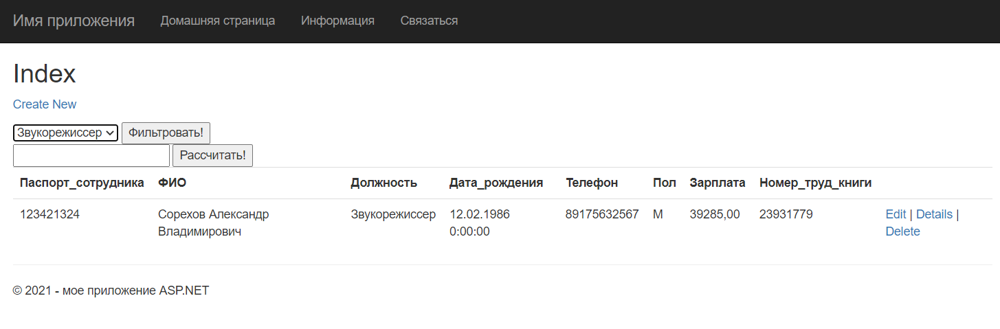 Имя приложения Домашняя страница Информация Связаться
Index
Create New
Звукорежиссер Фильтровать!
Рассчитать!
Паспорт_сотрудника ФИО Должность Дата_рождения Телефон Пол Зарплата Номер_труд_книги
123421324 Сорехов Александр Звукорежиссер 12.02.1986 89175632567 М 39285,00 23931779 Edit | Details |
Владимирович 0:00:00 Delete
© 2021 - мое приложение ASP.NET